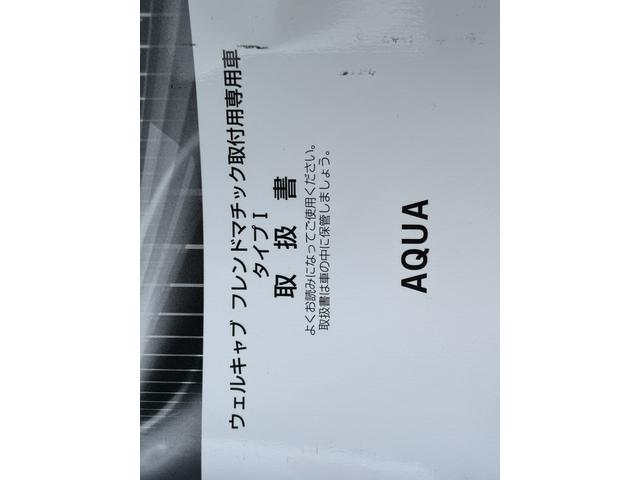 ウェルキャブ フレンドマチック取付用専用車
タイプⅠ
取扱書
よくお読みになってご使用ください。
取扱書は車の中に保管しましょう。
AQUA